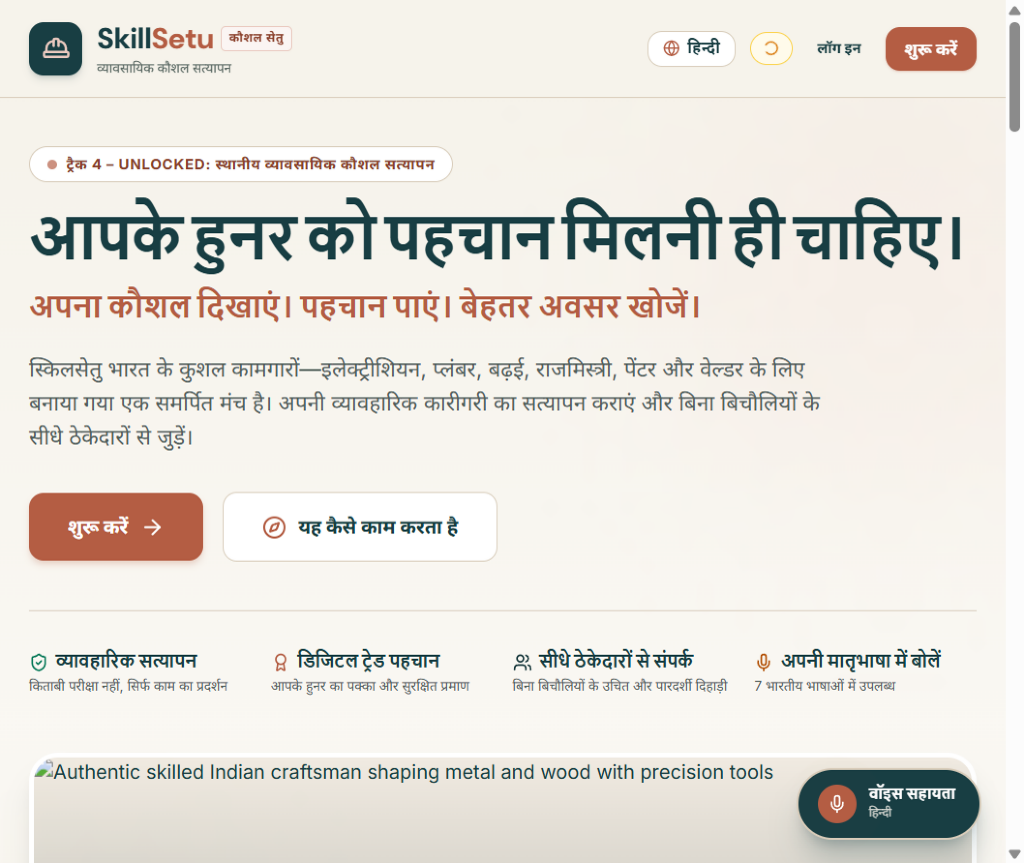 SkillSetu कौशल सेतु
व्यावसायिक कौशल सत्यापन
हिन्दी
लॉग इन
शुरू करें
ट्रैक 4 – UNLOCKED: स्थानीय व्यावसायिक कौशल सत्यापन
आपके हुनर को पहचान मिलनी ही चाहिए।
अपना कौशल दिखाएं। पहचान पाएं। बेहतर अवसर खोजें।
स्किलसेतु भारत के कुशल कामगारों—इलेक्ट्रीशियन, प्लंबर, बढ़ई, राजमिस्त्री, पेंटर और वेल्डर के लिए
बनाया गया एक समर्पित मंच है। अपनी व्यावहारिक कारीगरी का सत्यापन कराएं और बिना बिचौलियों के
सीधे ठेकेदारों से जुड़ें।
शुरू करें
यह कैसे काम करता है
व्यावहारिक सत्यापन
किताबी परीक्षा नहीं, सिर्फ काम का प्रदर्शन
डिजिटल ट्रेड पहचान
आपके हुनर का पक्का और सुरक्षित प्रमाण
सीधे ठेकेदारों से संपर्क
बिना बिचौलियों के उचित और पारदर्शी दिहाड़ी
अपनी मातृभाषा में बोलें
7 भारतीय भाषाओं में उपलब्ध
Authentic skilled Indian craftsman shaping metal and wood with precision tools
वॉइस सहायता
हिन्दी